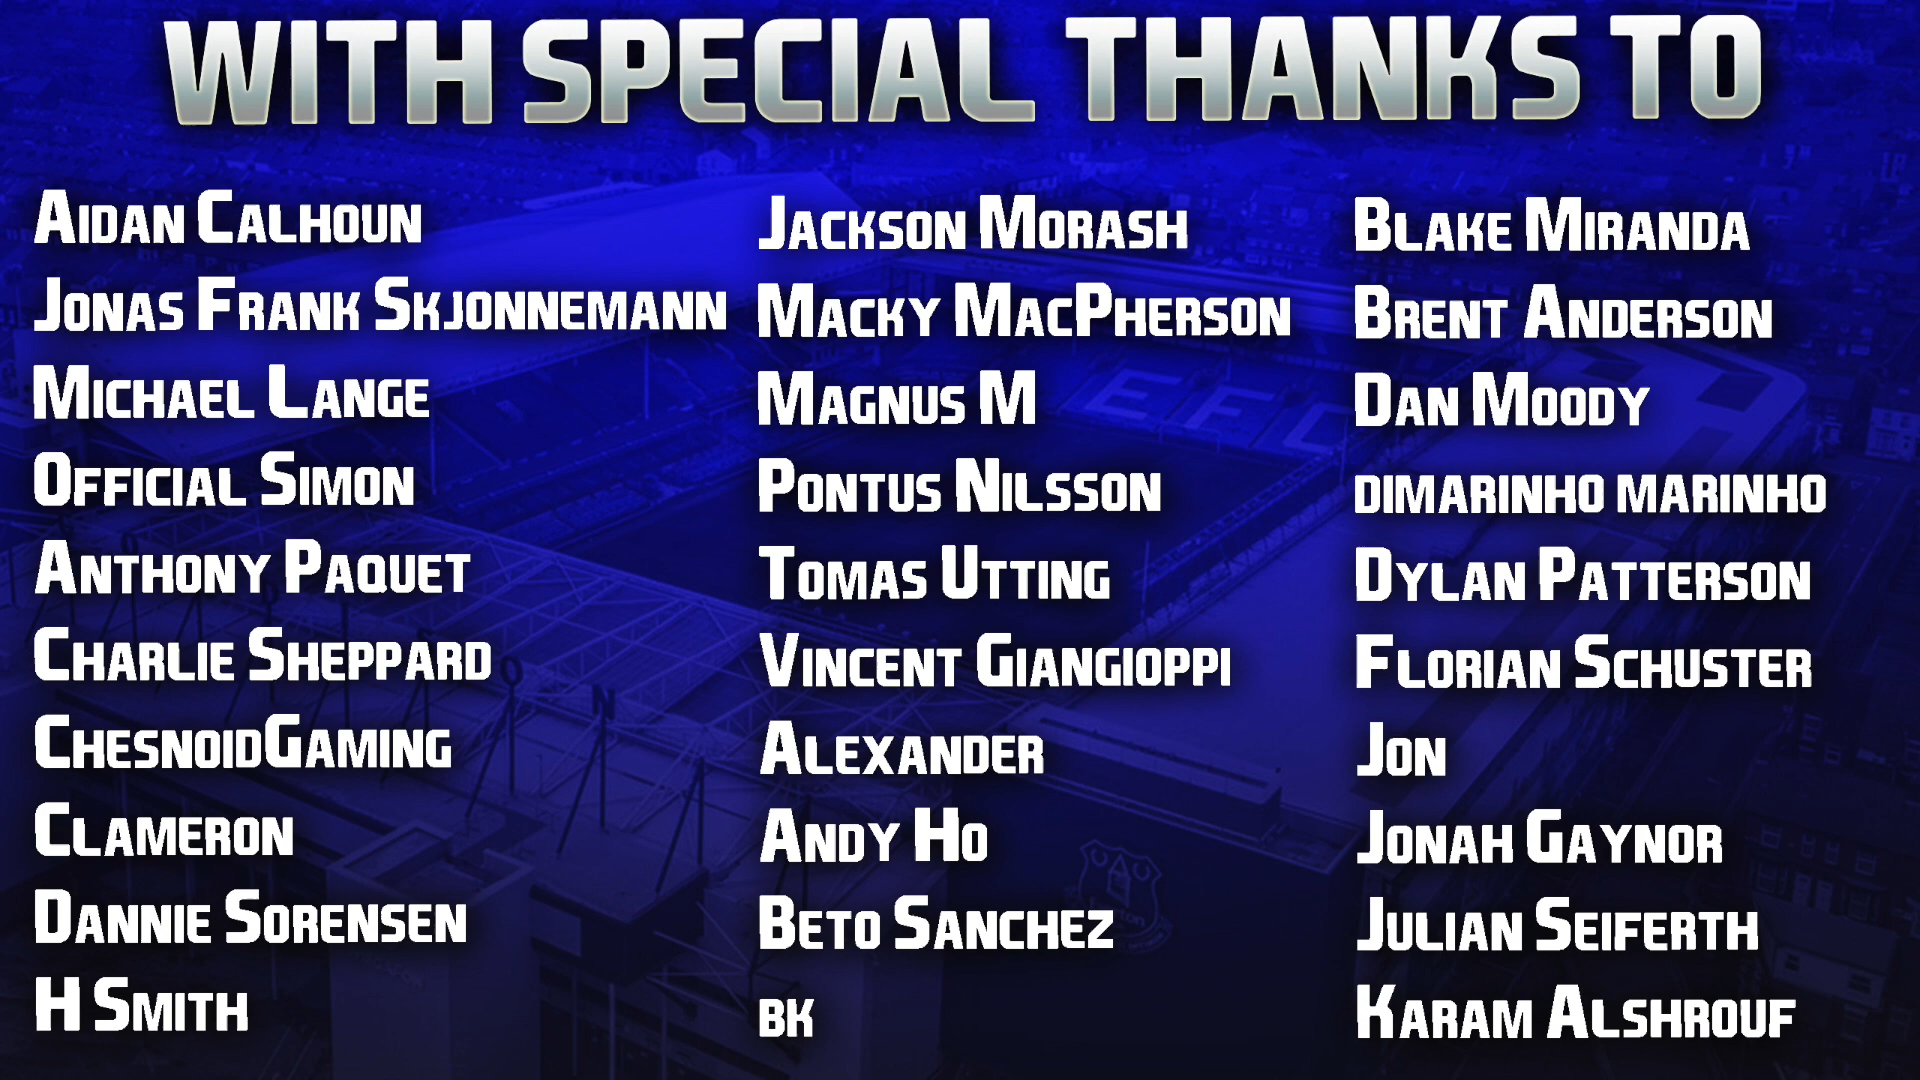 WITH SPECIAL THANKS TO
Aidan Calhoun
Jonas Frank Skjonnemann
Michael Lange
Official Simon
Anthony Paquet
Charlie Sheppard
ChesnoidGaming
Clameron
Dannie Sorensen
H Smith
Jackson Morash
Macky MacPherson
Magnus M
Pontus Nilsson
Tomas Utting
Vincent Giangioppi
Alexander
Andy Ho
Beto Sanchez
bk
Blake Miranda
Brent Anderson
Dan Moody
dimarinho marinho
Dylan Patterson
Florian Schuster
Jon
Jonah Gaynor
Julian Seiferth
Karam Alshrouf
EFC